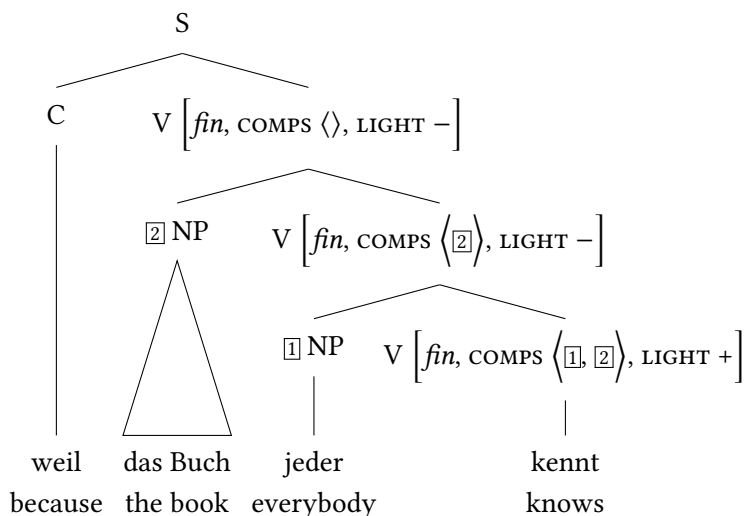 S
C
V [fin, COMPS ⟨⟩, LIGHT −]
2 NP
V [fin, COMPS ⟨2⟩, LIGHT −]
1 NP
V [fin, COMPS ⟨1, 2⟩, LIGHT +]
weil das Buch jeder kennt
because the book everybody knows